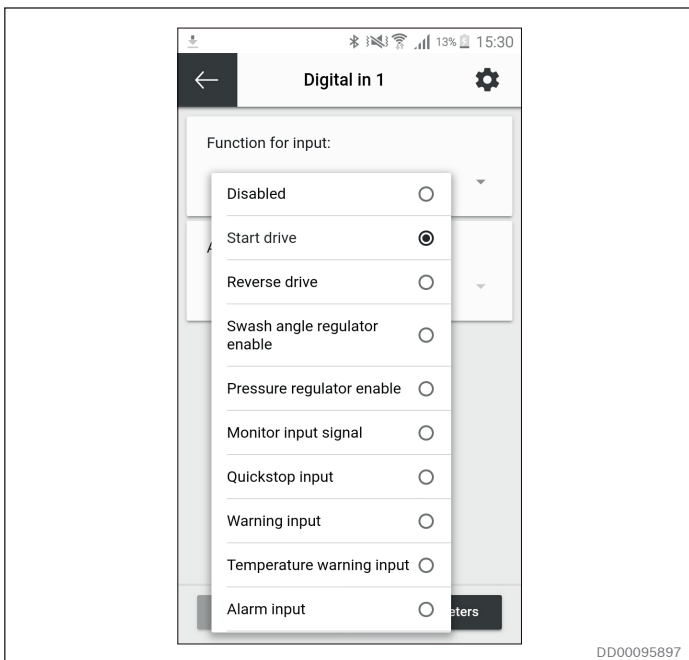 13% 15:30
Digital in 1
Function for input:
Disabled
Start drive
Reverse drive
Swash angle regulator
enable
Pressure regulator enable
Monitor input signal
Quickstop input
Warning input
Temperature warning input
Alarm input
eters
DD00095897